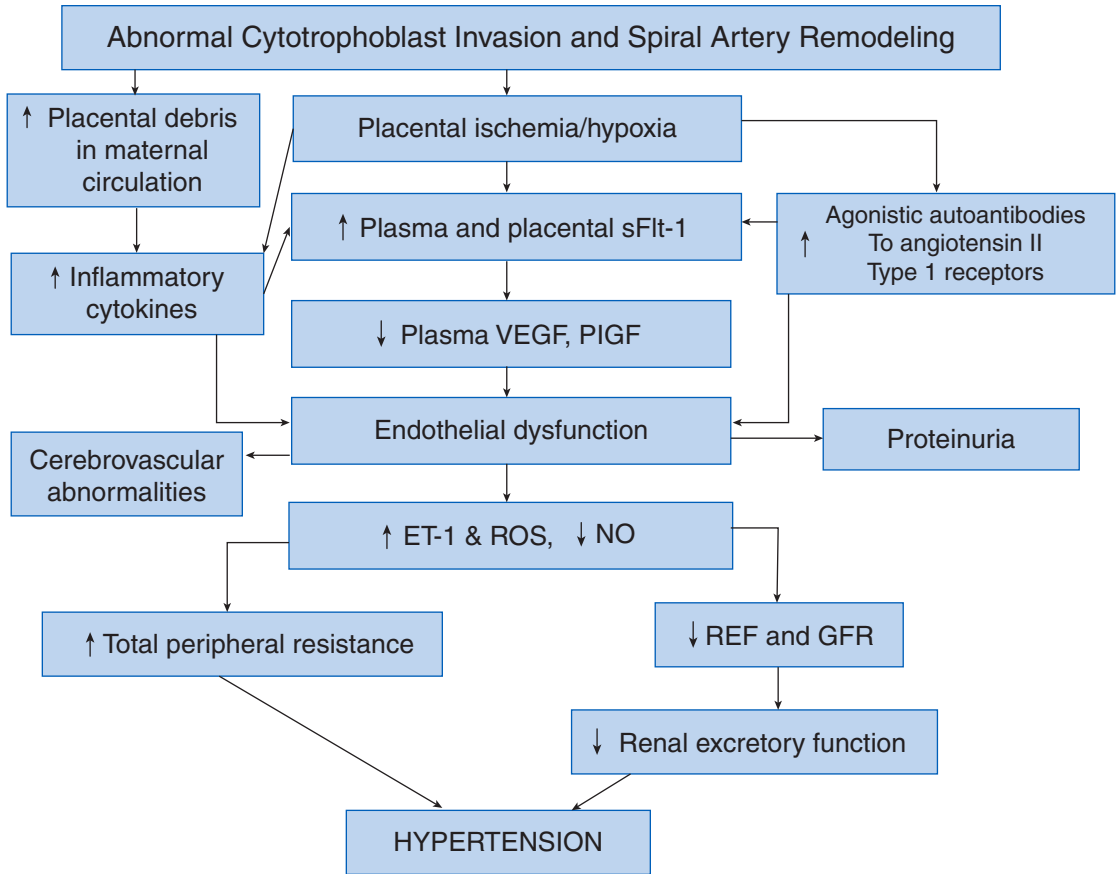 Abnormal Cytotrophoblast Invasion and Spiral Artery Remodeling
↑ Placental debris
in maternal
circulation
Placental ischemia/hypoxia
↑ Plasma and placental sFlt-1
Agonistic autoantibodies
↑ To angiotensin II
Type 1 receptors
↑ Inflammatory
cytokines
↓ Plasma VEGF, PIGF
Endothelial dysfunction
Proteinuria
Cerebrovascular
abnormalities
↑ ET-1 & ROS, ↓ NO
↑ Total peripheral resistance
↓ REF and GFR
↓ Renal excretory function
HYPERTENSION